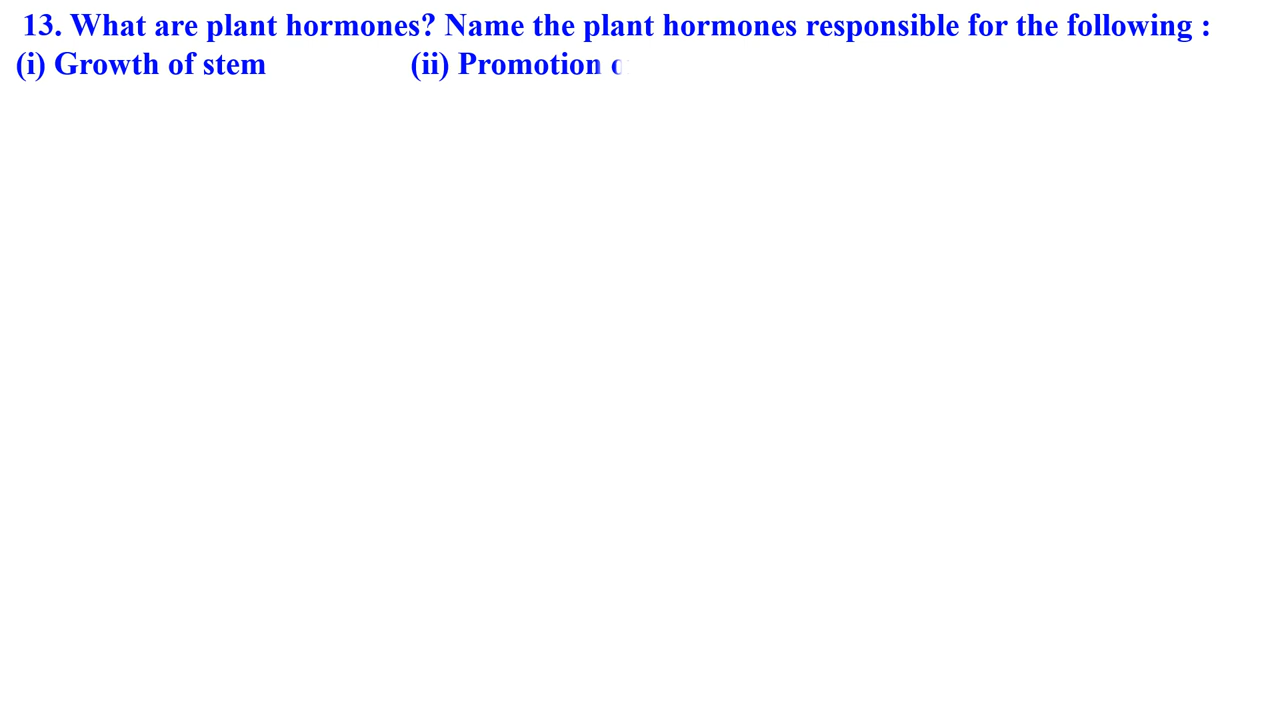 13. What are plant hormones? Name the plant hormones responsible for the following :
(i) Growth of stem (ii) Promotion